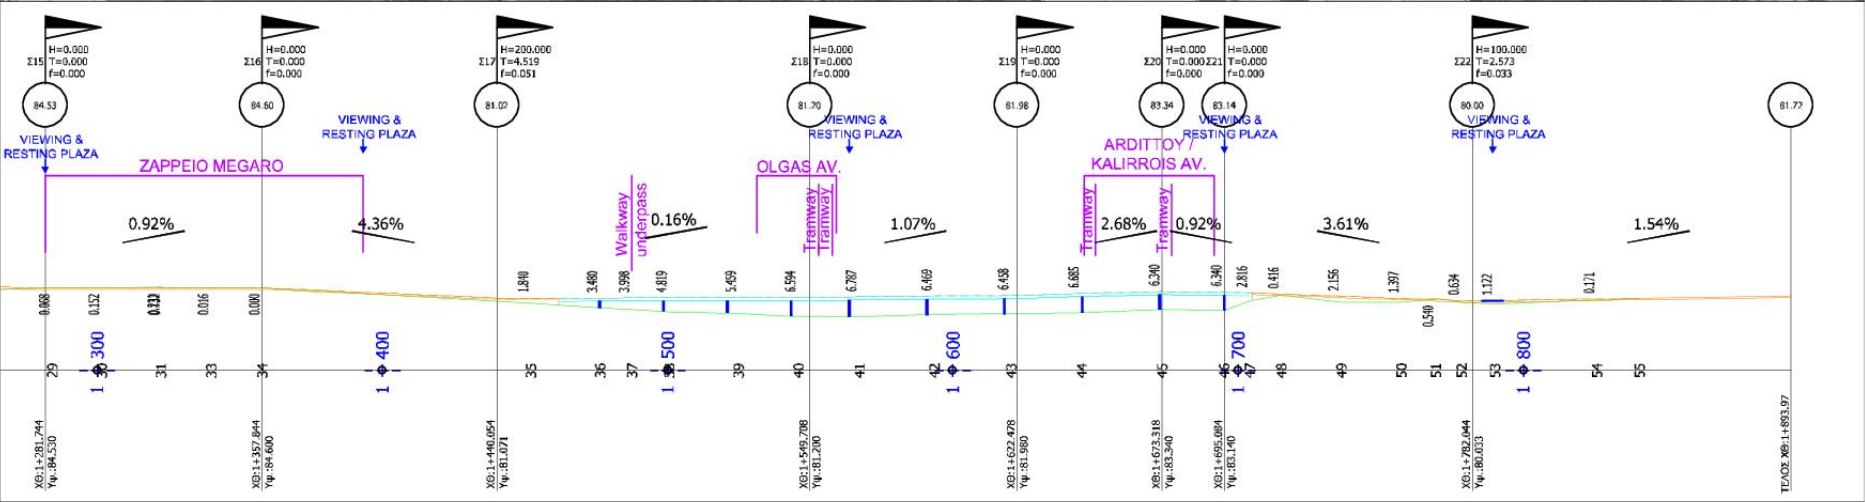 H=0.000
Σ15 T=0.000
f=0.000
H=0.000
Σ16 T=0.000
f=0.000
H=200.000
Σ17 T=4.519
f=0.051
H=0.000
Σ18 T=0.000
f=0.000
H=0.000
Σ19 T=0.000
f=0.000
H=0.000
Σ20 T=0.000
f=0.000
H=0.000
Σ21 T=0.000
f=0.000
H=100.000
Σ22 T=2.573
f=0.033
84.53
84.60
81.02
81.20
81.98
83.34
83.14
80.00
81.72
VIEWING &
RESTING PLAZA
VIEWING &
RESTING PLAZA
VIEWING &
RESTING PLAZA
VIEWING &
RESTING PLAZA
VIEWING &
RESTING PLAZA
ZAPPEIO MEGARO
OLGAS AV.
ARDITTOY /
KALIRROIS AV.
0.92%
4.36%
Walkway
underpass
0.16%
Tramway
Tramway
1.07%
Tramway
2.68%
Tramway
0.92%
3.61%
1.54%
0.068
0.152
0.016
0.000
1.840
3.480
3.998
4.819
5.459
6.594
6.787
6.469
6.458
6.685
6.340
6.340
2.816
0.416
2.156
1.397
0.540
0.634
1.122
0.171
29
30
1 300
31
33
34
1 400
35
36
37
1 500
39
40
41
42
1 600
43
44
45
46
1 700
47
48
49
50
51
52
53
1 800
54
55
ΧΘ:1+281.744
Υψ.:84.530
ΧΘ:1+357.844
Υψ.:84.600
ΧΘ:1+440.054
Υψ.:81.071
ΧΘ:1+549.708
Υψ.:81.200
ΧΘ:1+622.478
Υψ.:81.980
ΧΘ:1+673.318
Υψ.:83.340
ΧΘ:1+695.084
Υψ.:83.140
ΧΘ:1+782.044
Υψ.:80.033
ΤΕΛΟΣ ΧΘ:1+893.97